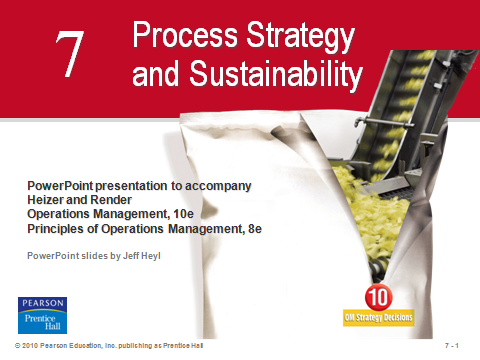 7
Process Strategy
and Sustainability
PowerPoint presentation to accompany
Heizer and Render
Operations Management, 10e
Principles of Operations Management, 8e
PowerPoint slides by Jeff Heyl
PEARSON
Prentice
Hall
10
OM Strategy Decisions
© 2010 Pearson Education, Inc. publishing as Prentice Hall
7 - 1